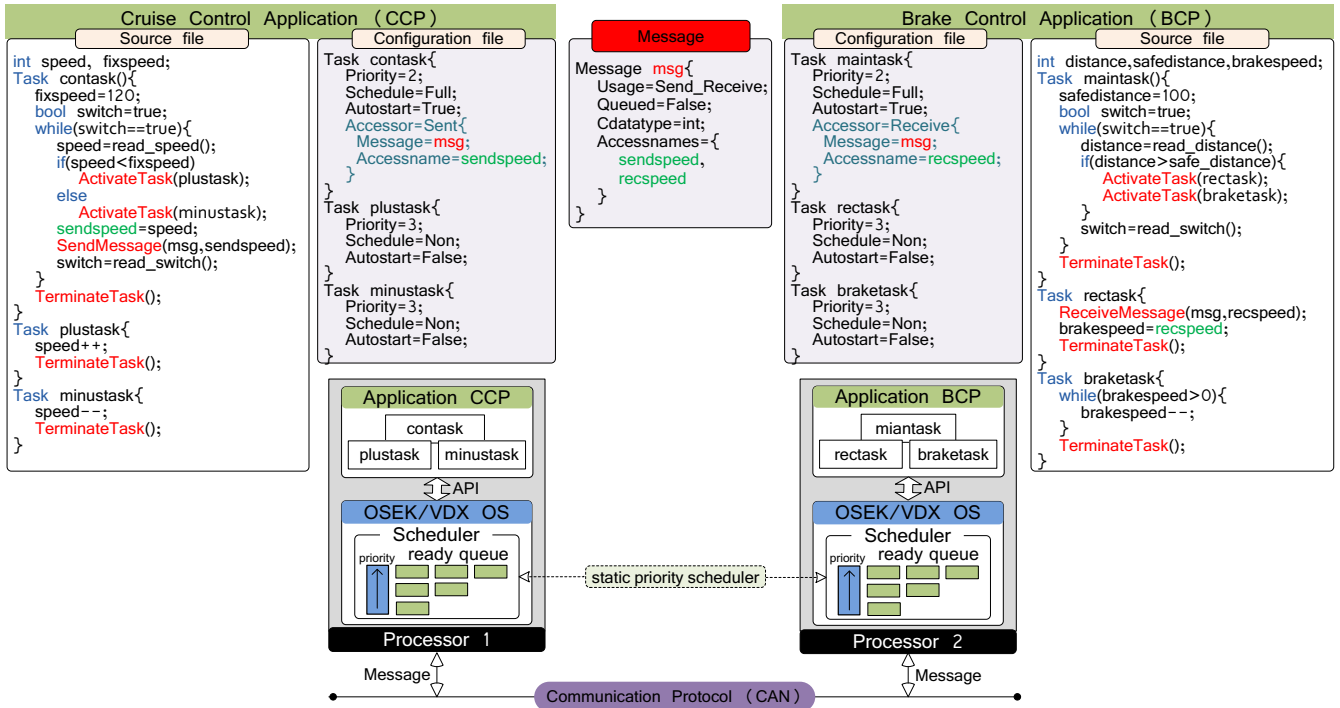 Cruise Control Application (CCP)
Source file
int speed, fixspeed;
Task contask(){
fixspeed=120;
bool switch=true;
while(switch==true){
speed=read_speed();
if(speed<fixspeed)
ActivateTask(plustask);
else
ActivateTask(minustask);
sendspeed=speed;
SendMessage(msg,sendspeed);
switch=read_switch();
}
TerminateTask();
}
Task plustask{
speed++;
TerminateTask();
}
Task minustask{
speed--;
TerminateTask();
}
Configuration file
Task contask{
Priority=2;
Schedule=Full;
Autostart=True;
Accessor=Sent{
Message=msg;
Accessname=sendspeed;
}
}
Task plustask{
Priority=3;
Schedule=Non;
Autostart=False;
}
Task minustask{
Priority=3;
Schedule=Non;
Autostart=False;
}
Message
Message msg{
Usage=Send_Receive;
Queued=False;
Cdatatype=int;
Accessnames={
sendspeed,
recspeed
}
}
Brake Control Application (BCP)
Configuration file
Task maintask{
Priority=2;
Schedule=Full;
Autostart=True;
Accessor=Receive{
Message=msg;
Accessname=recspeed;
}
}
Task rectask{
Priority=3;
Schedule=Non;
Autostart=False;
}
Task braketask{
Priority=3;
Schedule=Non;
Autostart=False;
}
Source file
int distance,safedistance,brakespeed;
Task maintask(){
safedistance=100;
bool switch=true;
while(switch==true){
distance=read_distance();
if(distance>safe_distance){
ActivateTask(rectask);
ActivateTask(braketask);
}
switch=read_switch();
}
TerminateTask();
}
Task rectask{
ReceiveMessage(msg,recspeed);
brakespeed=recspeed;
TerminateTask();
}
Task braketask{
while(brakespeed>0){
brakespeed--;
}
TerminateTask();
}
Application CCP
contask
plustask
minustask
API
OSEK/VDX OS
Scheduler
priority
ready queue
Processor 1
Message
static priority scheduler
Application BCP
miantask
rectask
braketask
API
OSEK/VDX OS
Scheduler
priority
ready queue
Processor 2
Message
Communication Protocol (CAN)